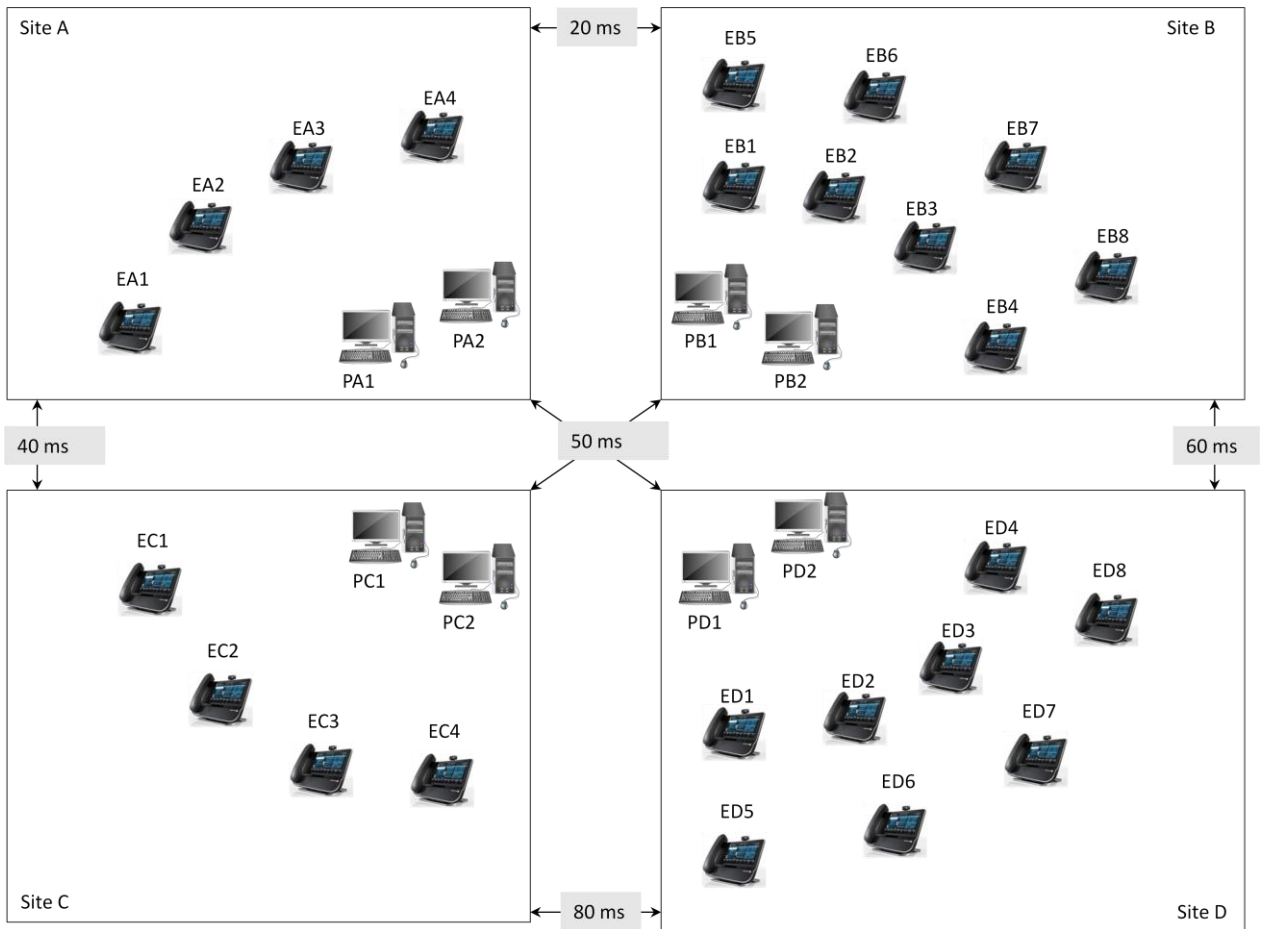 Site A
20 ms
Site B
EB5
EB6
EA4
EA3
EB7
EB1
EB2
EA2
EB3
EB8
EA1
EB4
PA2
PB1
PA1
PB2
40 ms
50 ms
60 ms
EC1
PC1
PD2
ED4
ED8
PC2
PD1
ED3
EC2
ED1
ED2
EC3
EC4
ED7
ED6
ED5
Site C
80 ms
Site D